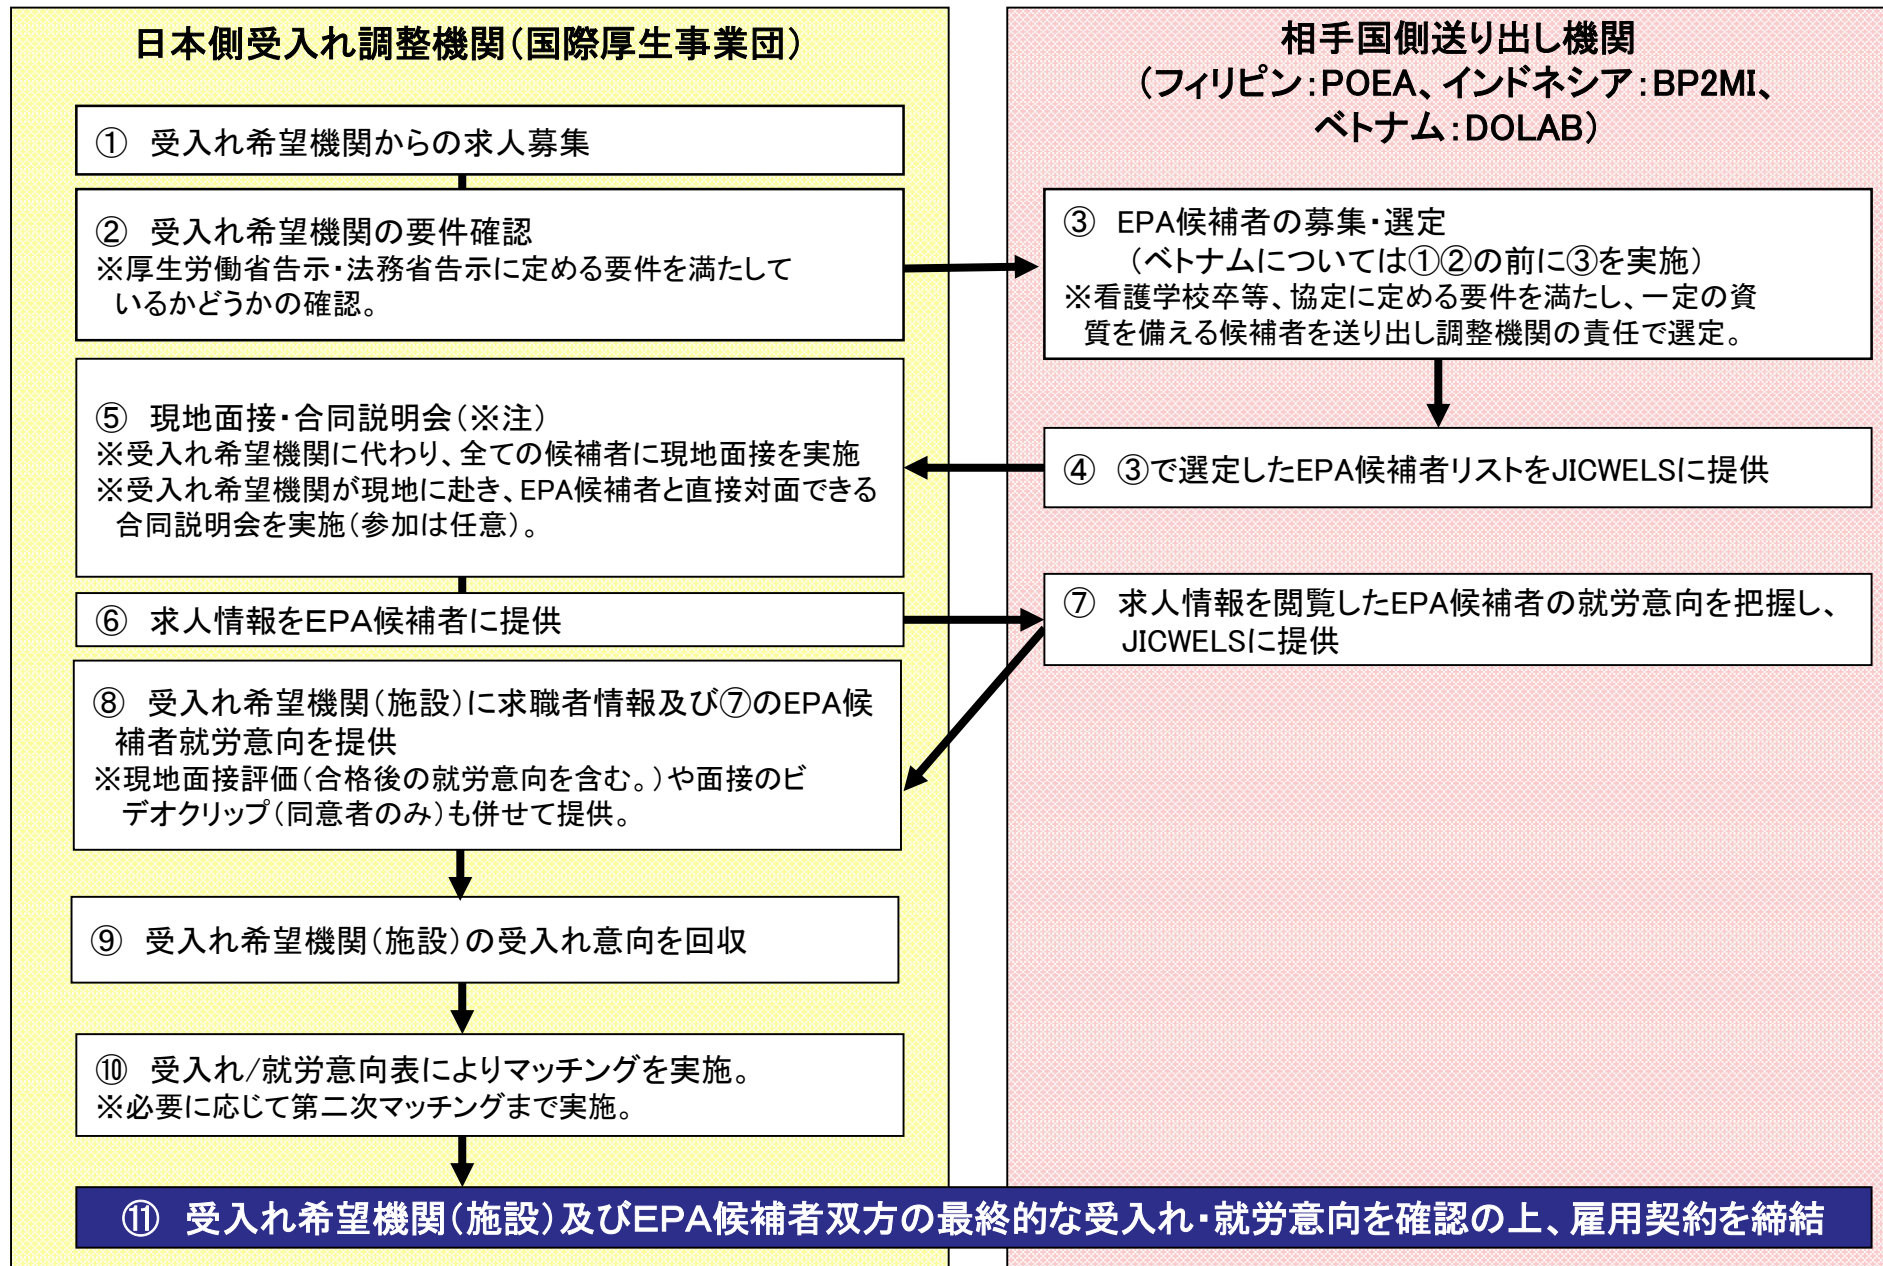 日本側受入れ調整機関（国際厚生事業団）
① 受入れ希望機関からの求人募集
② 受入れ希望機関の要件確認
※厚生労働省告示・法務省告示に定める要件を満たして
いるかどうかの確認。
相手国側送り出し機関
（フィリピン：POEA、インドネシア：BP2MI、
ベトナム：DOLAB）
③ EPA候補者の募集・選定
（ベトナムについては①②の前に③を実施）
※看護学校卒等、協定に定める要件を満たし、一定の資
質を備える候補者を送り出し調整機関の責任で選定。
④ ③で選定したEPA候補者リストをJICWELSに提供
⑤ 現地面接・合同説明会（※注）
※受入れ希望機関に代わり、全ての候補者に現地面接を実施
※受入れ希望機関が現地に赴き、EPA候補者と直接対面できる
合同説明会を実施（参加は任意）。
⑥ 求人情報をＥＰＡ候補者に提供
⑦ 求人情報を閲覧したEPA候補者の就労意向を把握し、
JICWELSに提供
⑧ 受入れ希望機関（施設）に求職者情報及び⑦のEPA候
補者就労意向を提供
※現地面接評価（合格後の就労意向を含む。）や面接のビ
デオクリップ（同意者のみ）も併せて提供。
⑨ 受入れ希望機関（施設）の受入れ意向を回収
⑩ 受入れ/就労意向表によりマッチングを実施。
※必要に応じて第二次マッチングまで実施。
⑪ 受入れ希望機関（施設）及びＥＰＡ候補者双方の最終的な受入れ・就労意向を確認の上、雇用契約を締結